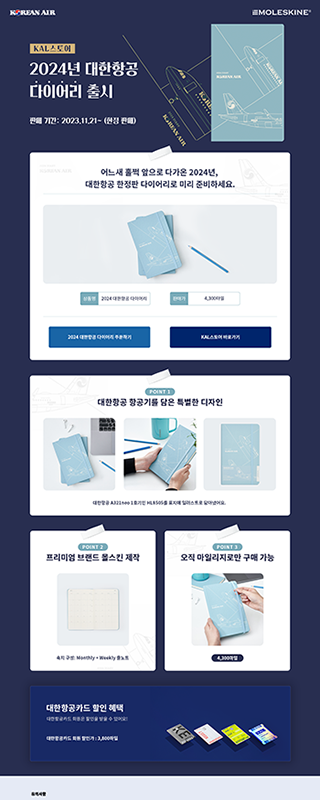 KOREAN AIR
MOLESKINE®
KAL스토어
2024년 대한항공
다이어리 출시
판매 기간 : 2023.11.21~ (한정 판매)
KOREAN AIR
KOREAN AIR
어느새 훌쩍 앞으로 다가온 2024년,
대한항공 한정판 다이어리로 미리 준비하세요.
상품명
2024 대한항공 다이어리
판매가
4,300마일
2024 대한항공 다이어리 주문하기
KAL스토어 바로가기
POINT 1
대한항공 항공기를 담은 특별한 디자인
대한항공 A321neo 1호기인 HL8505를 표지에 일러스트로 담아냈어요.
POINT 2
프리미엄 브랜드 몰스킨 제작
속지 구성: Monthly + Weekly 플노트
POINT 3
오직 마일리지로만 구매 가능
4,300마일
대한항공카드 할인 혜택
대한항공카드 회원은 할인을 받을 수 있어요!
대한항공카드 회원 할인가 : 3,800마일
유의사항